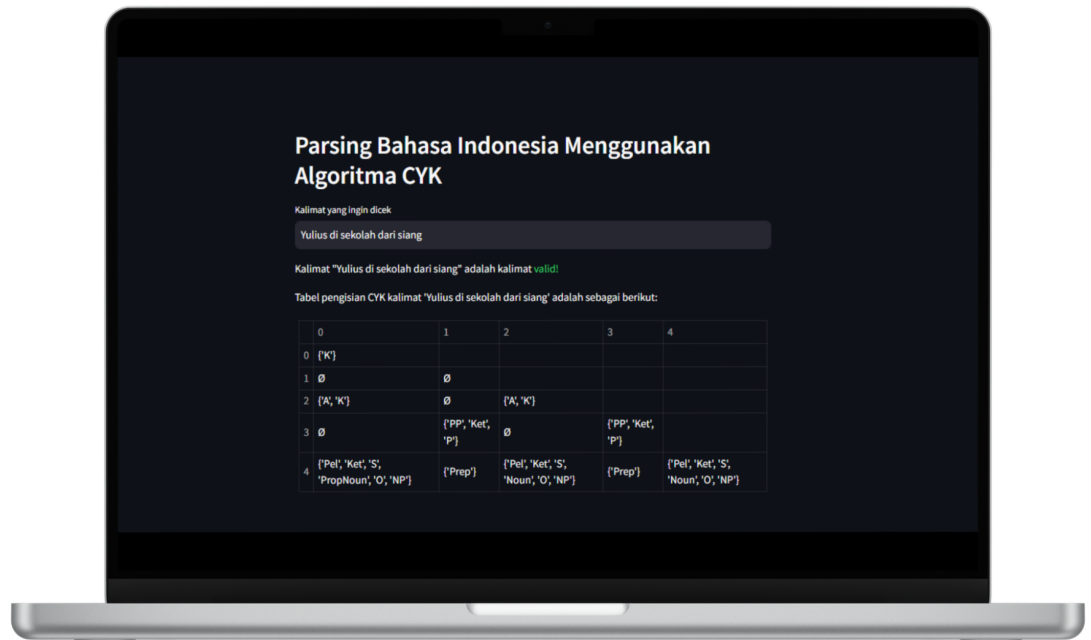 Parsing Bahasa Indonesia Menggunakan
Algoritma CYK
Kalimat yang ingin dicek
Yulius di sekolah dari siang
Kalimat "Yulius di sekolah dari siang" adalah kalimat valid!
Tabel pengisian CYK kalimat 'Yulius di sekolah dari siang' adalah sebagai berikut:
0 1 2 3 4
0 {'K'}
1 Ø Ø
2 {'A', 'K'} Ø {'A', 'K'}
3 Ø {'PP', 'Ket', 'P'} Ø {'PP', 'Ket', 'P'}
4 {'Pel', 'Ket', 'S', 'PropNoun', 'O', 'NP'} {'Prep'} {'Pel', 'Ket', 'S', 'Noun', 'O', 'NP'} {'Prep'} {'Pel', 'Ket', 'S', 'Noun', 'O', 'NP'}